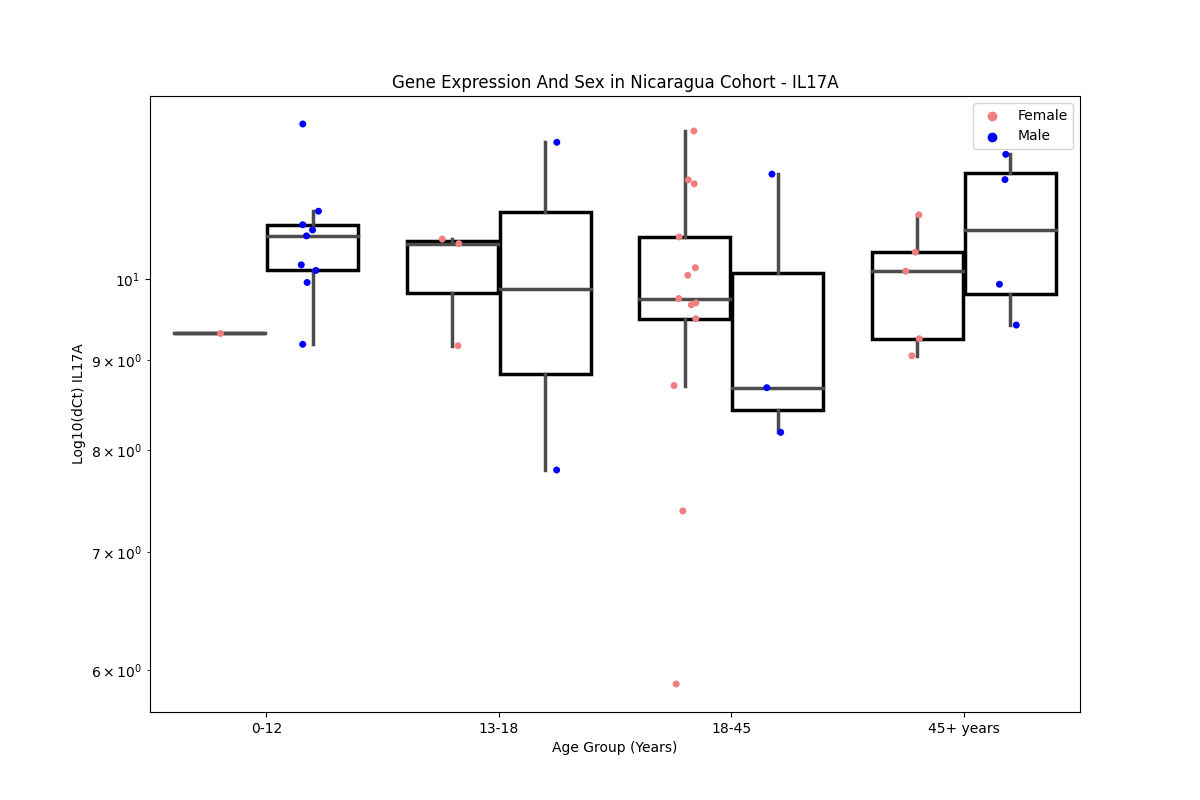 Gene Expression And Sex in Nicaragua Cohort - IL17A
Female
Male
Log10(dCt) IL17A
10¹
9 × 10⁰
8 × 10⁰
7 × 10⁰
6 × 10⁰
0-12
13-18
18-45
45+ years
Age Group (Years)